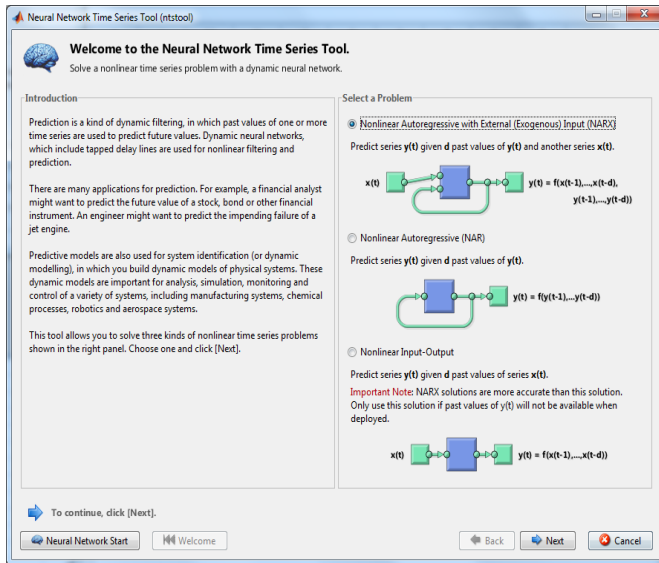 Neural Network Time Series Tool (ntstool)
Welcome to the Neural Network Time Series Tool.
Solve a nonlinear time series problem with a dynamic neural network.
Introduction
Prediction is a kind of dynamic filtering, in which past values of one or more
time series are used to predict future values. Dynamic neural networks,
which include tapped delay lines are used for nonlinear filtering and
prediction.
There are many applications for prediction. For example, a financial analyst
might want to predict the future value of a stock, bond or other financial
instrument. An engineer might want to predict the impending failure of a
jet engine.
Predictive models are also used for system identification (or dynamic
modelling), in which you build dynamic models of physical systems. These
dynamic models are important for analysis, simulation, monitoring and
control of a variety of systems, including manufacturing systems, chemical
processes, robotics and aerospace systems.
This tool allows you to solve three kinds of nonlinear time series problems
shown in the right panel. Choose one and click [Next].
Select a Problem
Nonlinear Autoregressive with External (Exogenous) Input (NARX)
Predict series y(t) given d past values of y(t) and another series x(t).
x(t)
y(t) = f(x(t-1),...,x(t-d),
y(t-1),...,y(t-d))
Nonlinear Autoregressive (NAR)
Predict series y(t) given d past values of y(t).
y(t) = f(y(t-1),...y(t-d))
Nonlinear Input-Output
Predict series y(t) given d past values of series x(t).
Important Note: NARX solutions are more accurate than this solution.
Only use this solution if past values of y(t) will not be available when
deployed.
x(t)
y(t) = f(x(t-1),...,x(t-d))
To continue, click [Next].
Neural Network Start
Welcome
Back
Next
Cancel